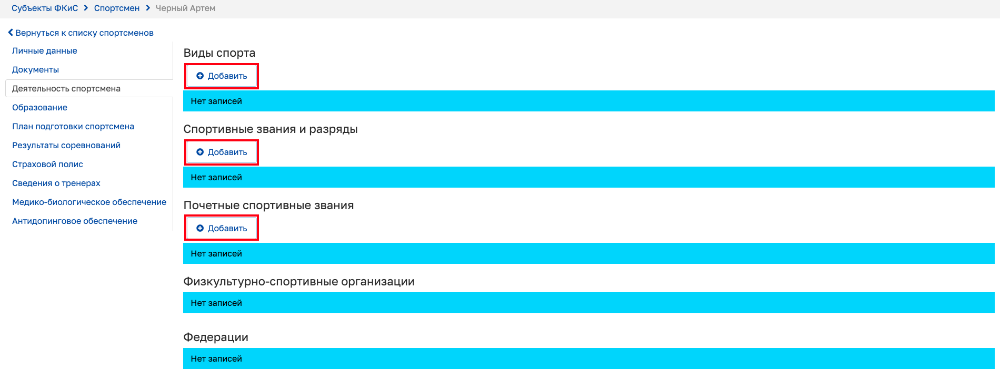 Субъекты ФКиС > Спортсмен > Черный Артем
Вернуться к списку спортсменов
Личные данные
Документы
Деятельность спортсмена
Образование
План подготовки спортсмена
Результаты соревнований
Страховой полис
Сведения о тренерах
Медико-биологическое обеспечение
Антидопинговое обеспечение
Виды спорта
Добавить
Нет записей
Спортивные звания и разряды
Добавить
Нет записей
Почетные спортивные звания
Добавить
Нет записей
Физкультурно-спортивные организации
Нет записей
Федерации
Нет записей